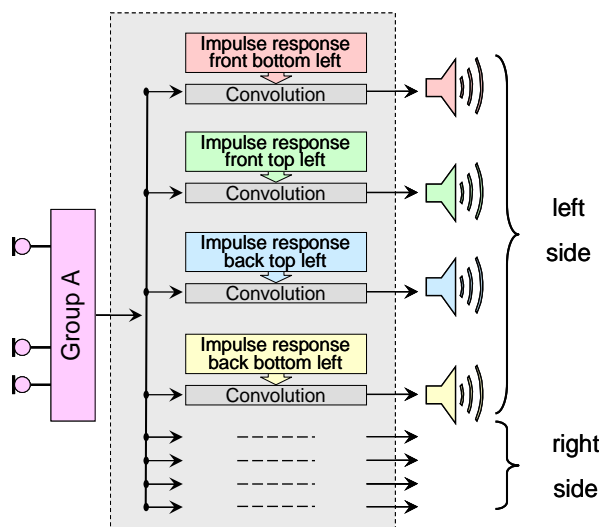 Impulse response
front bottom left
Convolution
Impulse response
front top left
Convolution
left
side
Group A
Impulse response
back top left
Convolution
Impulse response
back bottom left
Convolution
right
side